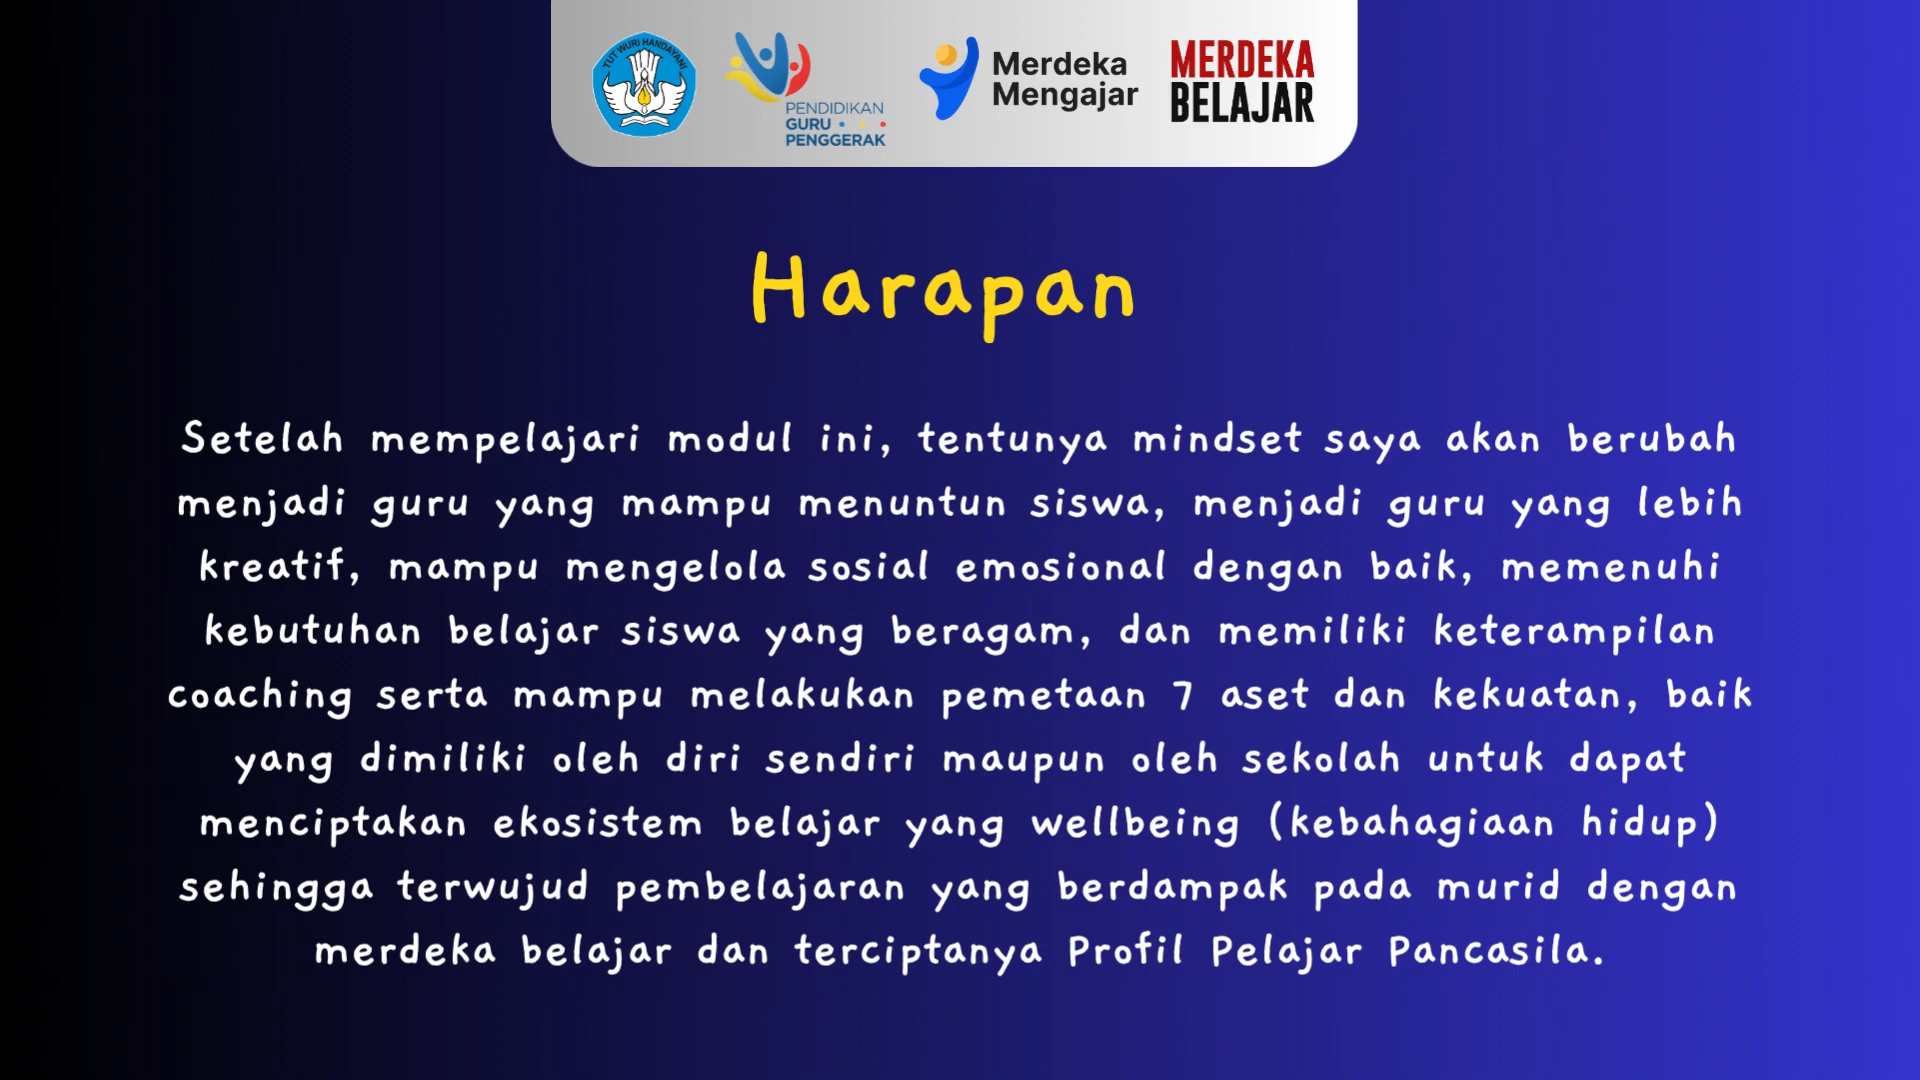 TUT WURI HANDAYANI
PENDIDIKAN
GURU
PENGGERAK
Merdeka
Mengajar
MERDEKA
BELAJAR
Harapan
Setelah mempelajari modul ini, tentunya mindset saya akan berubah
menjadi guru yang mampu menuntun siswa, menjadi guru yang lebih
kreatif, mampu mengelola sosial emosional dengan baik, memenuhi
kebutuhan belajar siswa yang beragam, dan memiliki keterampilan
coaching serta mampu melakukan pemetaan 7 aset dan kekuatan, baik
yang dimiliki oleh diri sendiri maupun oleh sekolah untuk dapat
menciptakan ekosistem belajar yang wellbeing (kebahagiaan hidup)
sehingga terwujud pembelajaran yang berdampak pada murid dengan
merdeka belajar dan terciptanya Profil Pelajar Pancasila.